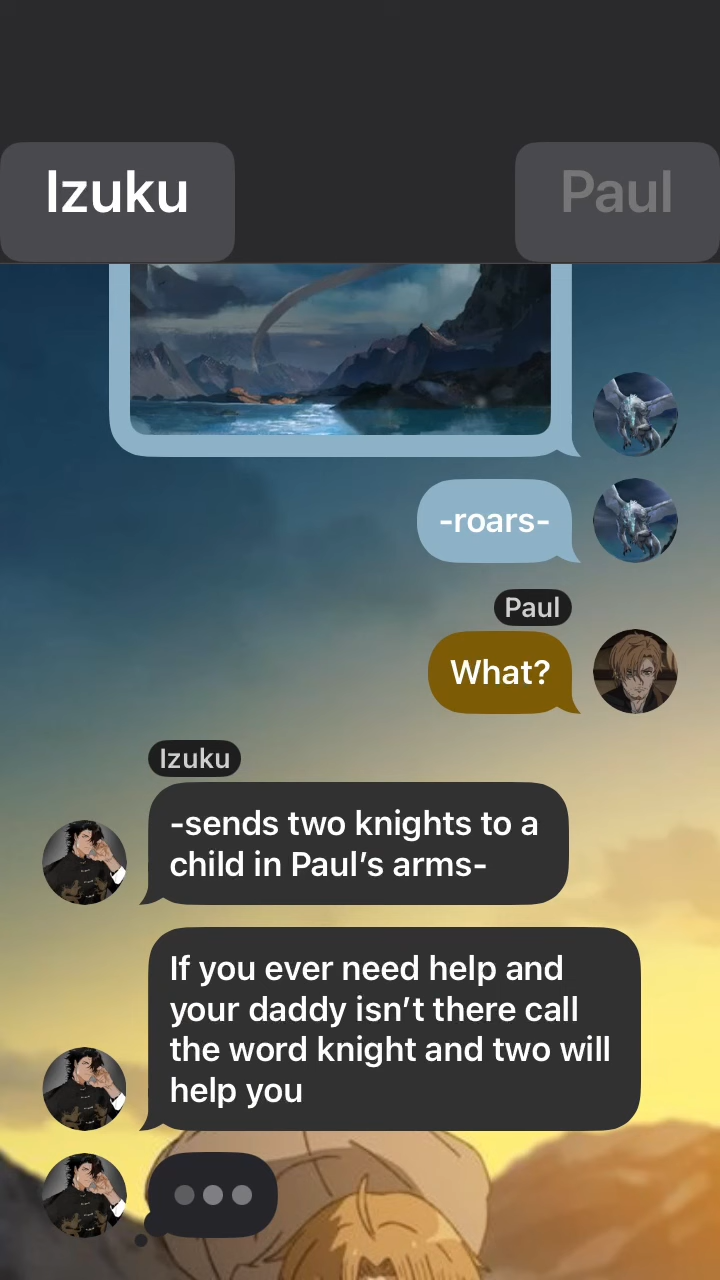 Izuku
Paul
-roars-
Paul
What?
Izuku
-sends two knights to a
child in Paul’s arms-
If you ever need help and
your daddy isn’t there call
the word knight and two will
help you